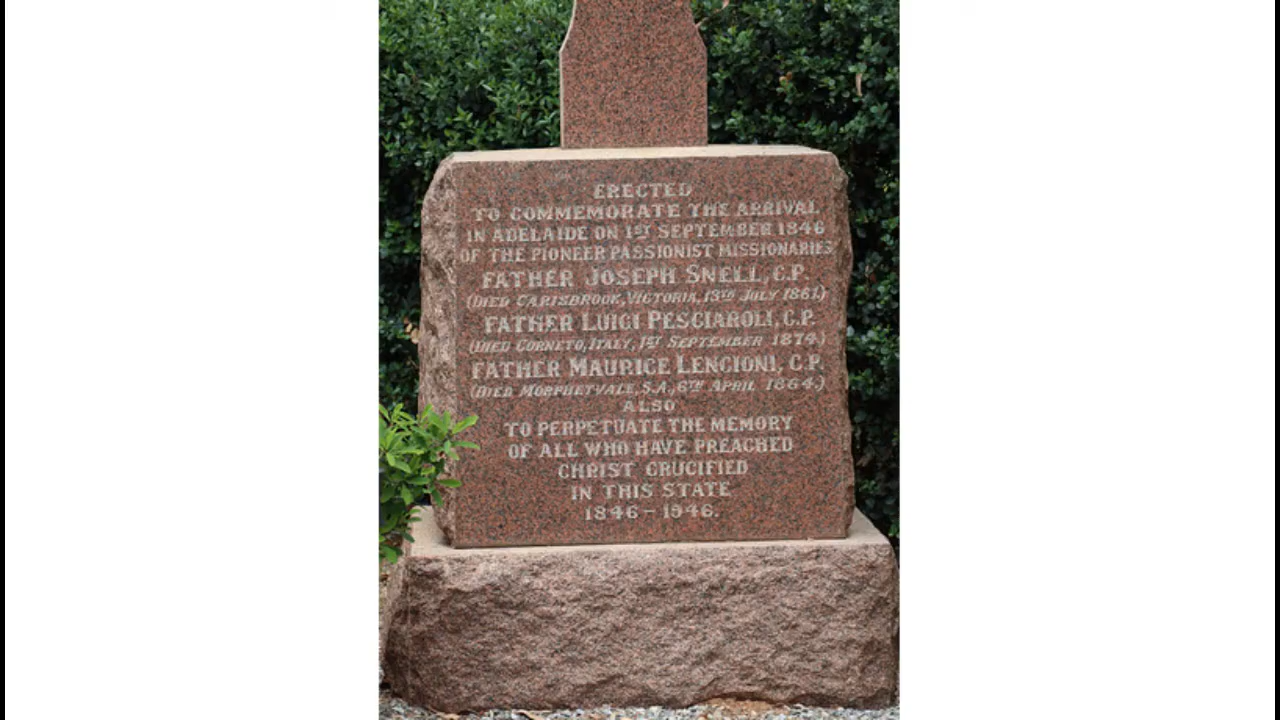 ERECTED
TO COMMEMORATE THE ARRIVAL
IN ADELAIDE ON 1ST SEPTEMBER 1846
OF THE PIONEER PASSIONIST MISSIONARIES
FATHER JOSEPH SNELL, C.P.
(DIED CARISBROOK, VICTORIA, 13TH JULY 1861.)
FATHER LUIGI PESCIAROLI, C.P.
(DIED CORNETO, ITALY, 1ST SEPTEMBER 1874.)
FATHER MAURICE LENCIONI, C.P.
(DIED MORPHETVALE, S.A., 6TH APRIL 1864.)
ALSO
TO PERPETUATE THE MEMORY
OF ALL WHO HAVE PREACHED
CHRIST CRUCIFIED
IN THIS STATE
1846 – 1946.